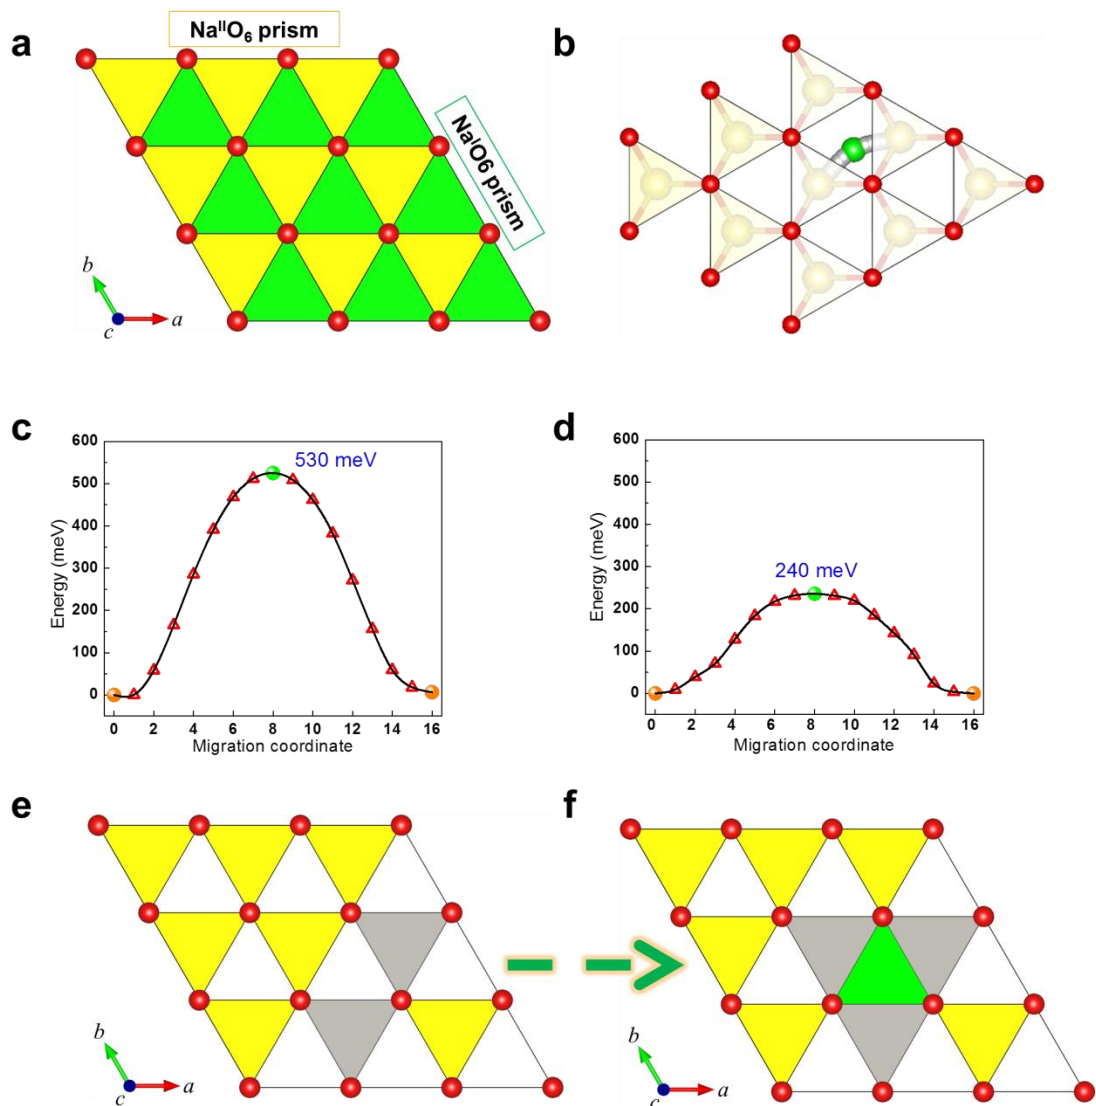 a
NaᴵᴵO₆ prism
NaᴵO6 prism
b
a
c
b
c
600
500
400
300
200
100
0
Energy (meV)
530 meV
0 2 4 6 8 10 12 14 16
Migration coordinate
d
600
500
400
300
200
100
0
Energy (meV)
240 meV
0 2 4 6 8 10 12 14 16
Migration coordinate
e
b
a
c
f
b
a
c